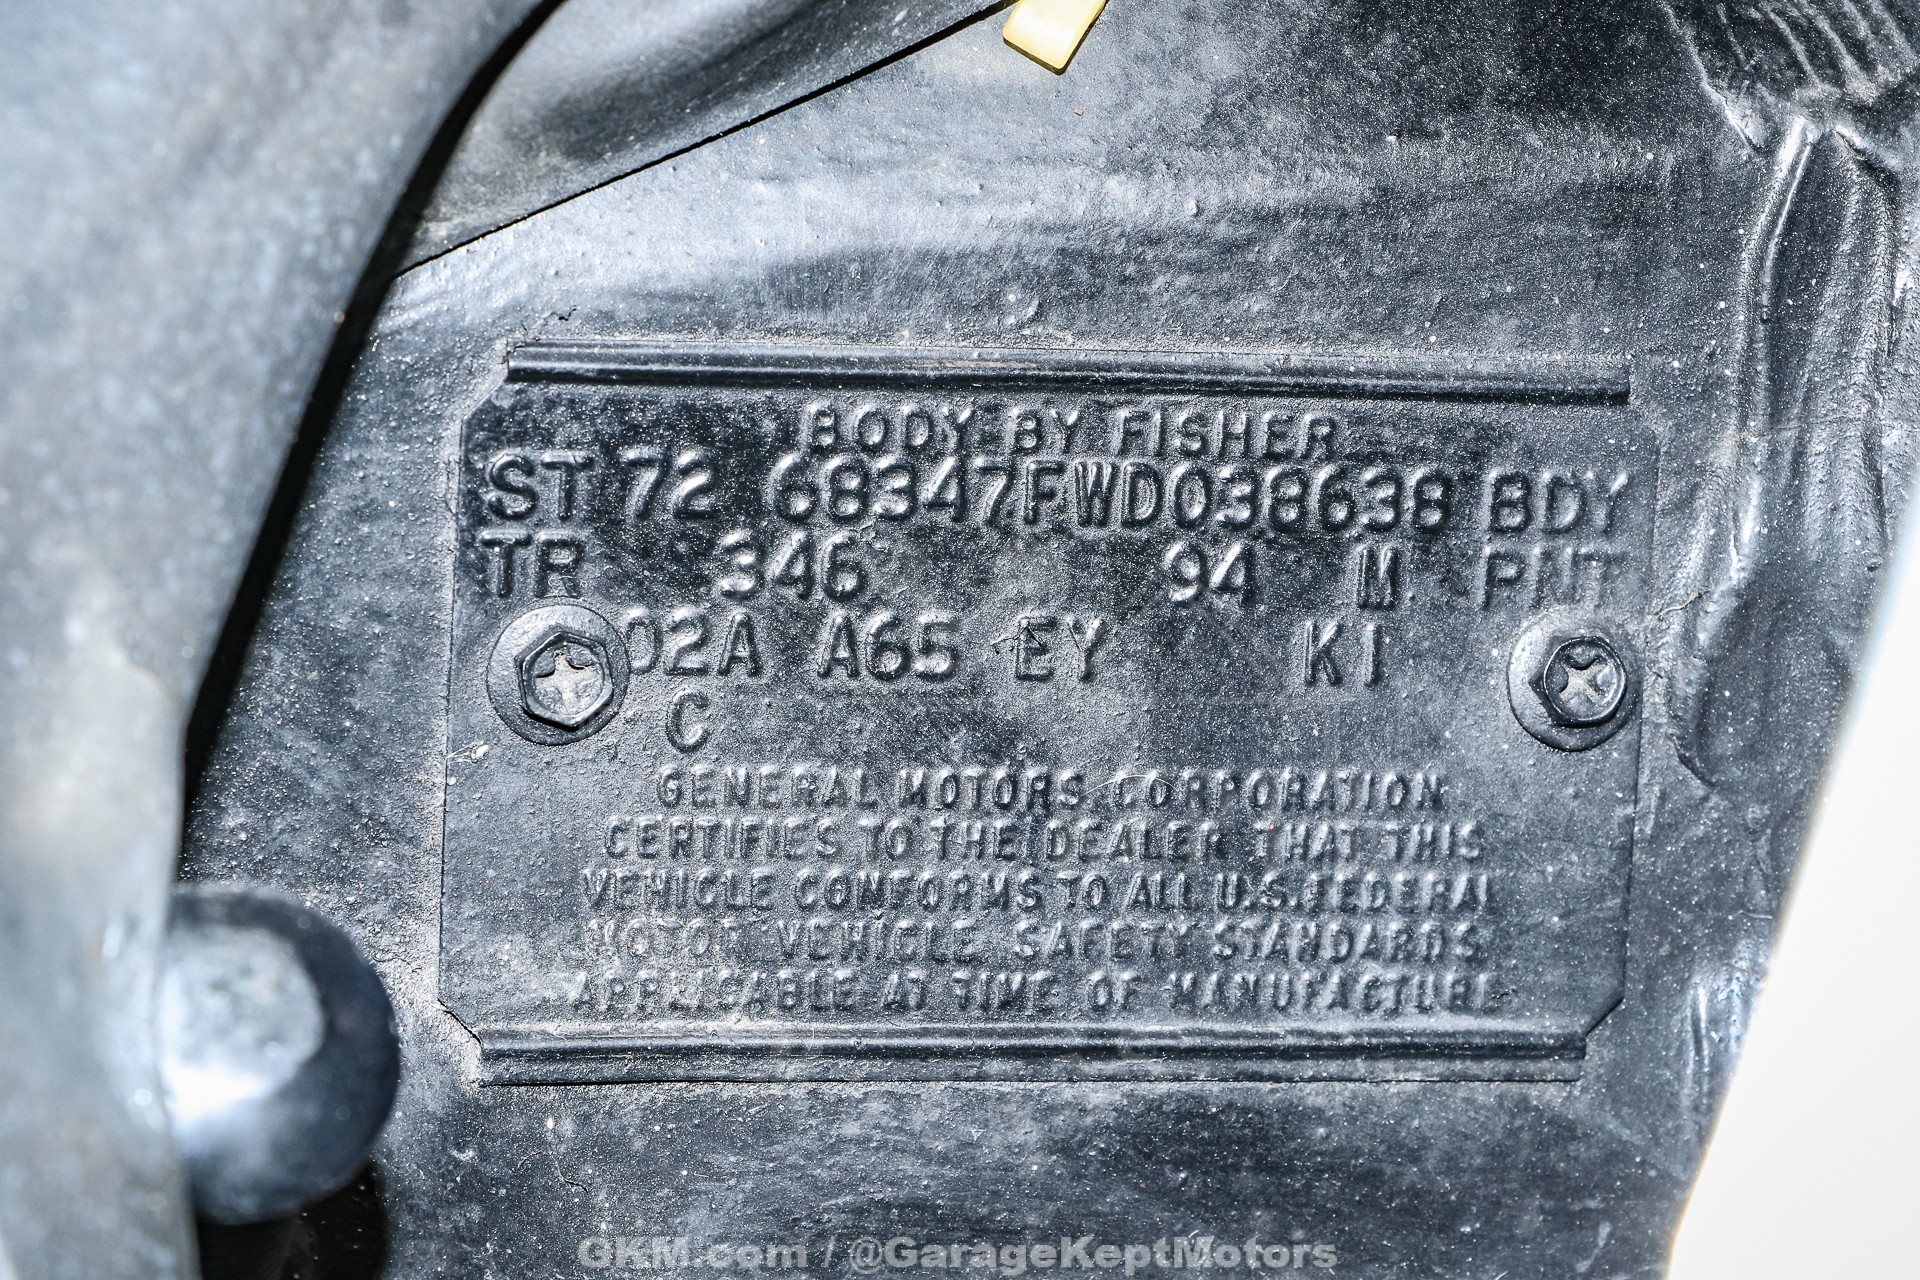 BODY BY FISHER
ST 72 68347FWD038638 BDY
TR 346 94 M PNT
02A A65 EY K1
C
GENERAL MOTORS CORPORATION
CERTIFIES TO THE DEALER THAT THIS
VEHICLE CONFORMS TO ALL U.S. FEDERAL
MOTOR VEHICLE SAFETY STANDARDS
APPLICABLE AT TIME OF MANUFACTURE
GKM.com / @GarageKeptMotors